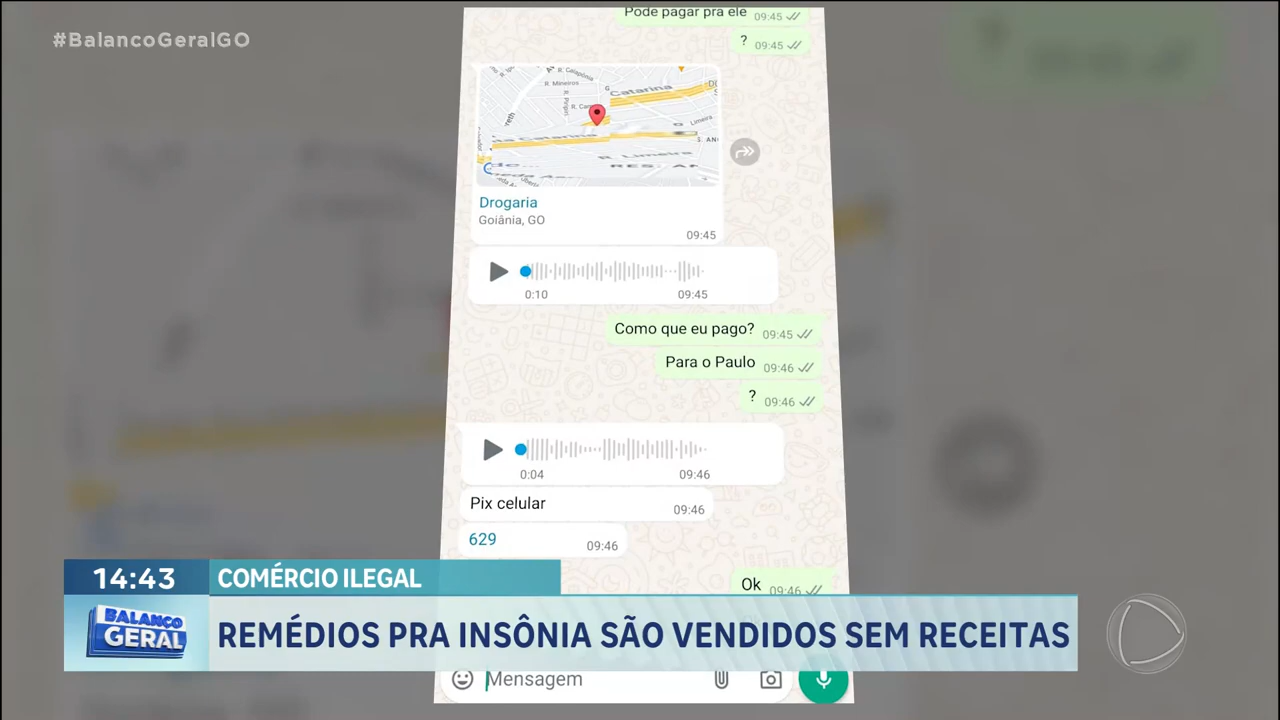 #BalancoGeralGO
Pode pagar pra ele 09:45
? 09:45
R. Mineiros
Catarina
da Catarina
R. Limeira
Drogaria
Goiânia, GO
09:45
0:10 09:45
Como que eu pago? 09:45
Para o Paulo 09:46
? 09:46
0:04 09:46
Pix celular 09:46
629 09:46
Ok 09:46
14:43 COMÉRCIO ILEGAL
BALANÇO
GERAL
REMÉDIOS PRA INSÔNIA SÃO VENDIDOS SEM RECEITAS
Mensagem